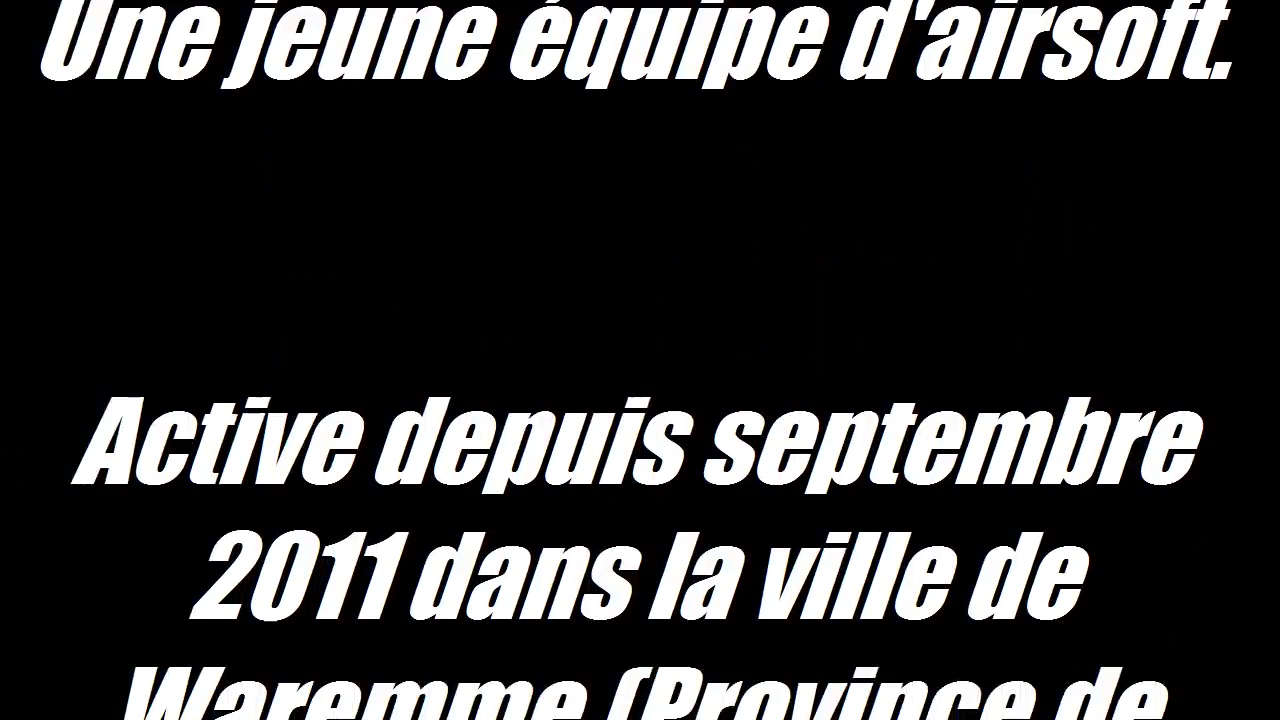 Une jeune équipe d'airsoft.
Active depuis septembre
2011 dans la ville de
Waremme (Province de